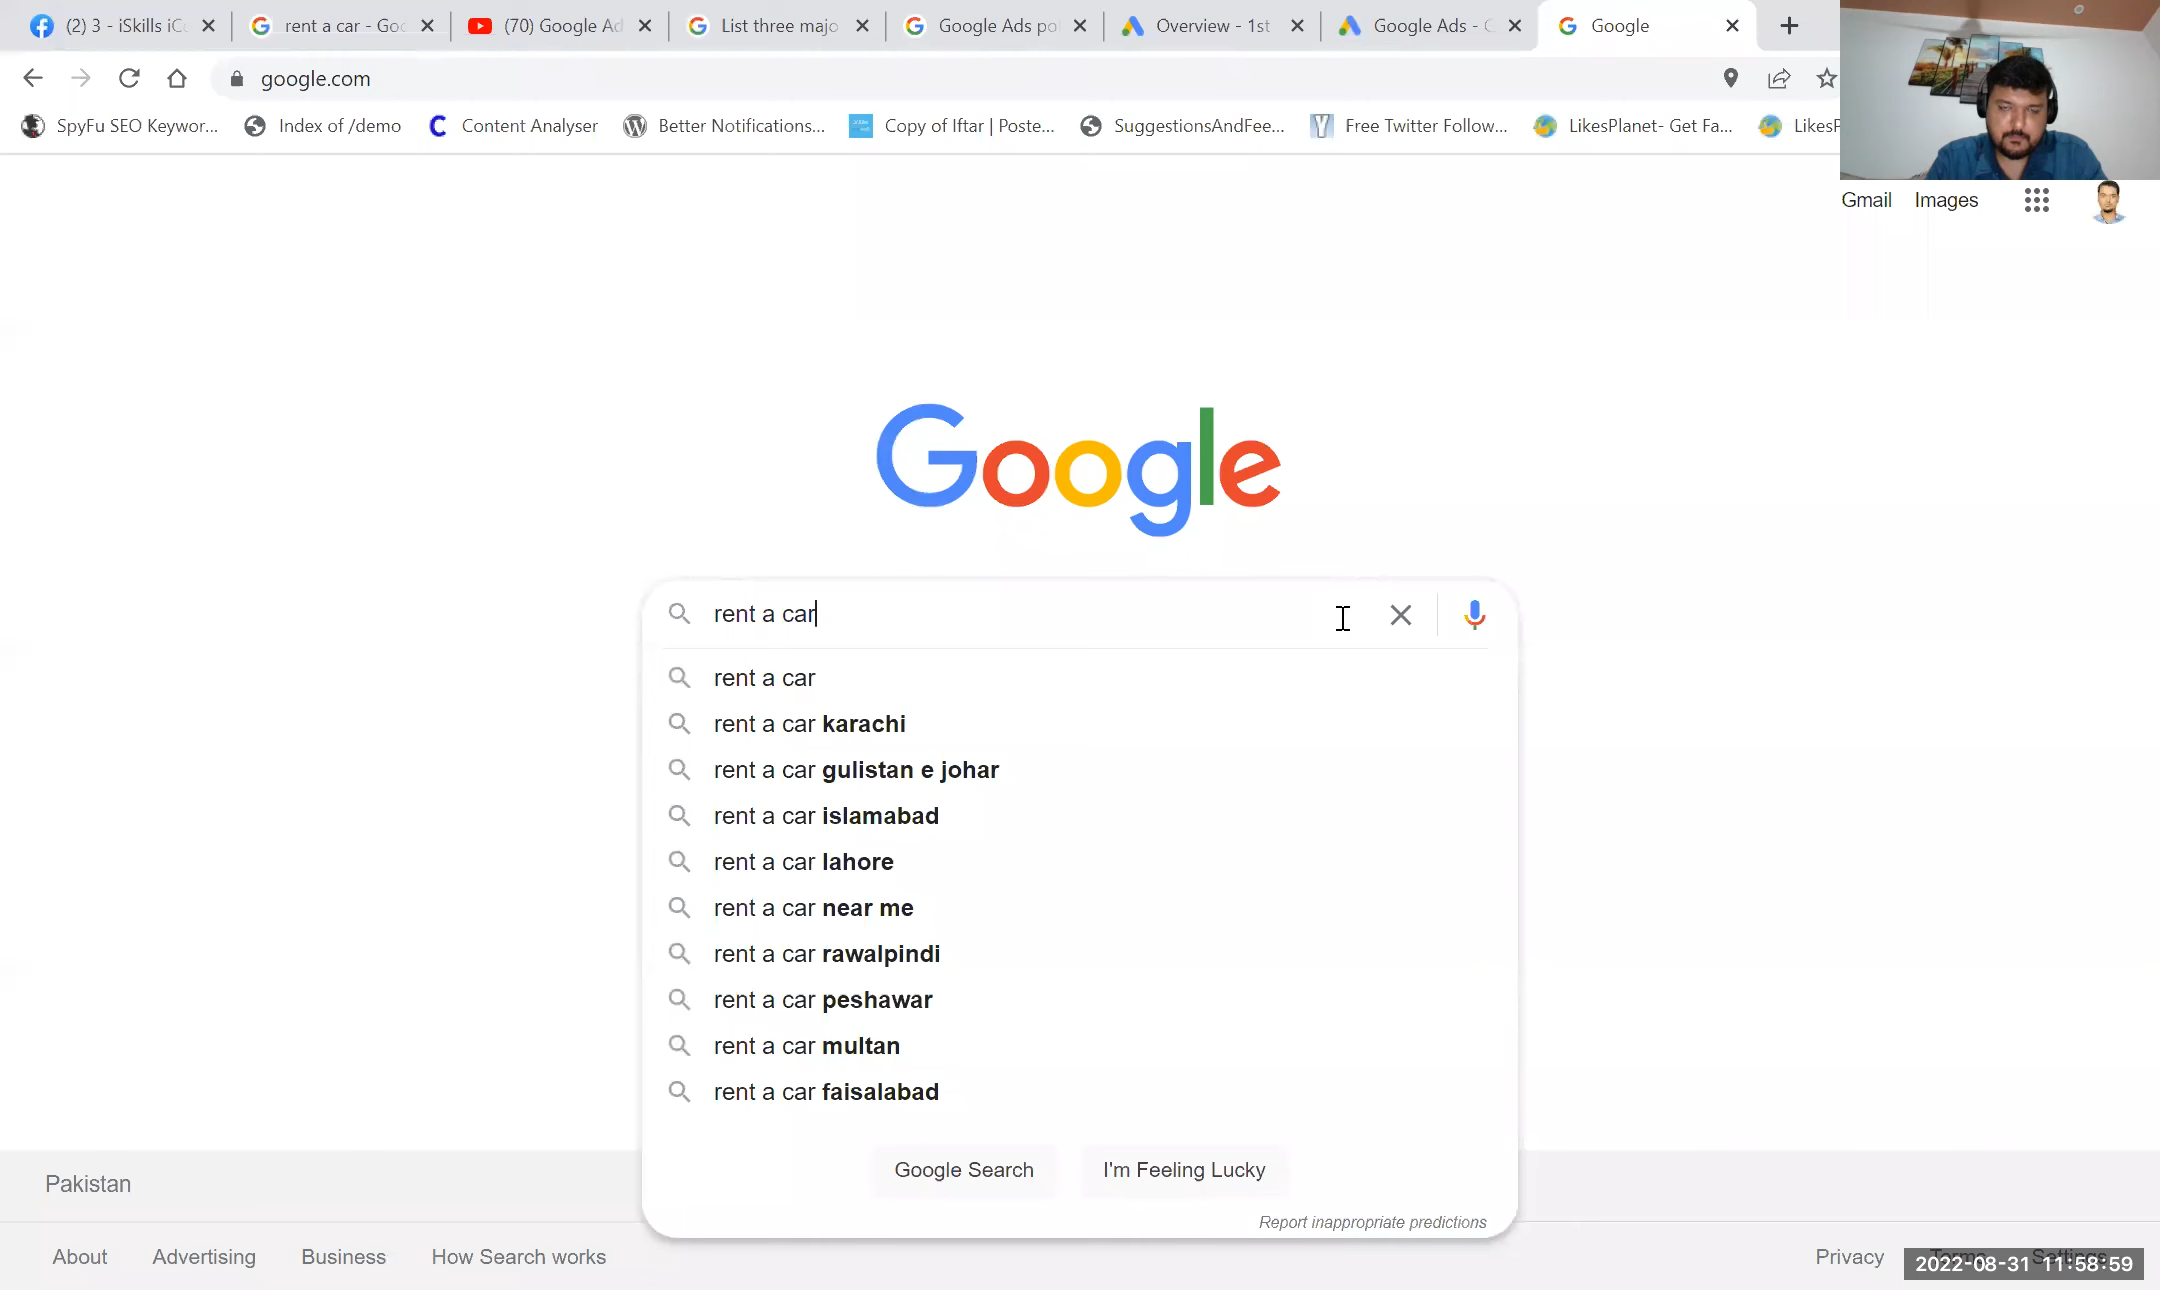 (2) 3 - iSkills iCu
rent a car - Goo
(70) Google Ad
List three majo
Google Ads pol
Overview - 1st
Google Ads - G
Google
google.com
SpyFu SEO Keywor...
Index of /demo
Content Analyser
Better Notifications...
Copy of Iftar | Poste...
SuggestionsAndFee...
Free Twitter Follow...
LikesPlanet- Get Fa...
LikesP
Gmail
Images
Google
rent a car
rent a car
rent a car karachi
rent a car gulistan e johar
rent a car islamabad
rent a car lahore
rent a car near me
rent a car rawalpindi
rent a car peshawar
rent a car multan
rent a car faisalabad
Google Search
I'm Feeling Lucky
Report inappropriate predictions
Pakistan
About
Advertising
Business
How Search works
Privacy
Terms
Settings
2022-08-31 11:58:59